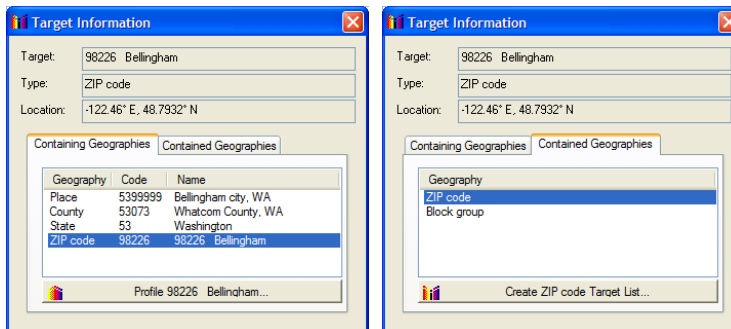 Target Information
Target: 98226 Bellingham
Type: ZIP code
Location: -122.46° E, 48.7932° N
Containing Geographies Contained Geographies
Geography Code Name
Place 5399999 Bellingham city, WA
County 53073 Whatcom County, WA
State 53 Washington
ZIP code 98226 98226 Bellingham
Profile 98226 Bellingham...
Target Information
Target: 98226 Bellingham
Type: ZIP code
Location: -122.46° E, 48.7932° N
Containing Geographies Contained Geographies
Geography
ZIP code
Block group
Create ZIP code Target List...